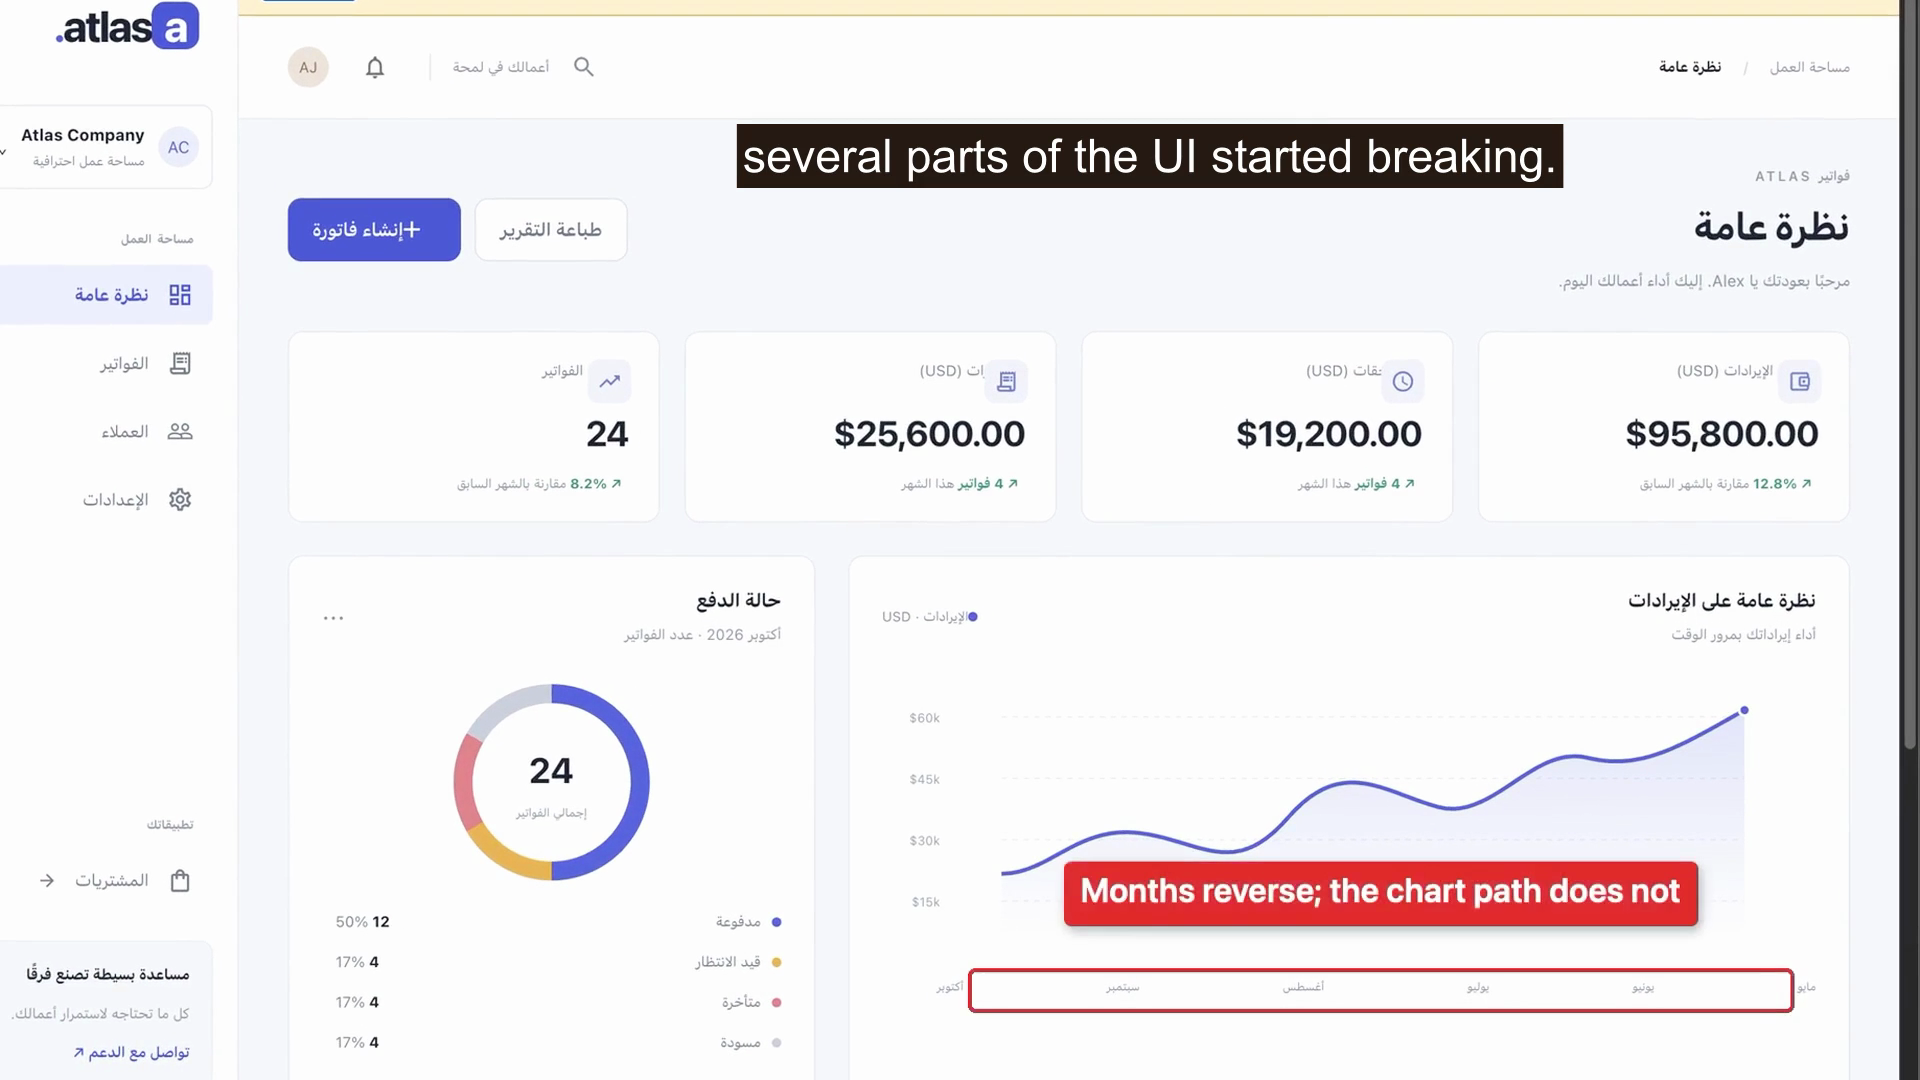 atlas.
a
مساحة العمل / نظرة عامة
أعمالك في لمحة
AJ
several parts of the UI started breaking.
Atlas Company
AC
مساحة عمل احترافية
مساحة العمل
نظرة عامة
الفواتير
العملاء
الإعدادات
تطبيقاتك
المشتريات
مساعدة بسيطة تصنع فرقًا
كل ما تحتاجه لاستمرار أعمالك.
تواصل مع الدعم ↗
فواتير ATLAS
نظرة عامة
مرحبًا بعودتك يا Alex. إليك أداء أعمالك اليوم.
طباعة التقرير
+إنشاء فاتورة
الإيرادات (USD)
$95,800.00
↗ 12.8% مقارنة بالشهر السابق
(USD)
$19,200.00
↗ 4 فواتير هذا الشهر
(USD)
$25,600.00
↗ 4 فواتير هذا الشهر
الفواتير
24
↗ 8.2% مقارنة بالشهر السابق
نظرة عامة على الإيرادات
أداء إيراداتك بمرور الوقت
الإيرادات · USD
$60k
$45k
$30k
$15k
Months reverse; the chart path does not
مايو يونيو يوليو أغسطس سبتمبر أكتوبر
حالة الدفع
أكتوبر 2026 · عدد الفواتير
...
24
إجمالي الفواتير
مدفوعة 12 50%
قيد الانتظار 4 17%
متأخرة 4 17%
مسودة 4 17%